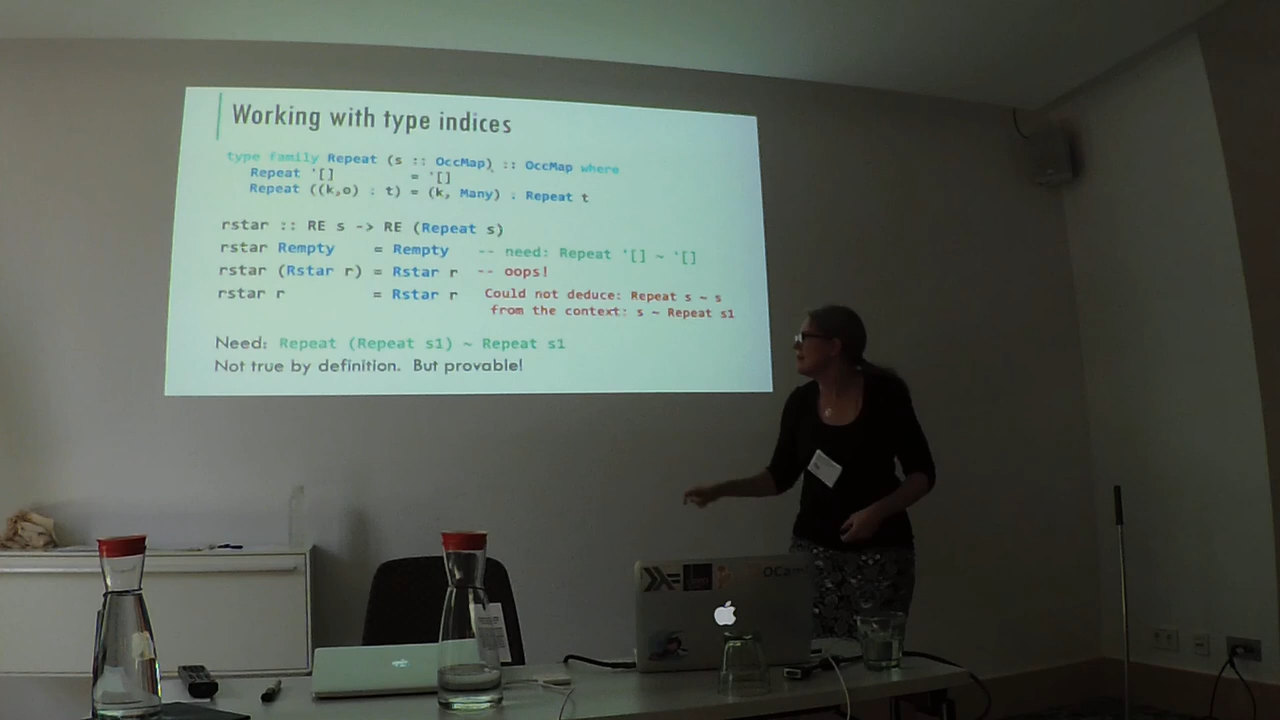 Working with type indices
type family Repeat (s :: OccMap) :: OccMap where
Repeat '[] = '[]
Repeat ((k,o) : t) = (k, Many) : Repeat t
rstar :: RE s -> RE (Repeat s)
rstar Rempty = Rempty -- need: Repeat '[] ~ '[]
rstar (Rstar r) = Rstar r -- oops!
rstar r = Rstar r Could not deduce: Repeat s ~ s
from the context: s ~ Repeat s1
Need: Repeat (Repeat s1) ~ Repeat s1
Not true by definition. But provable!